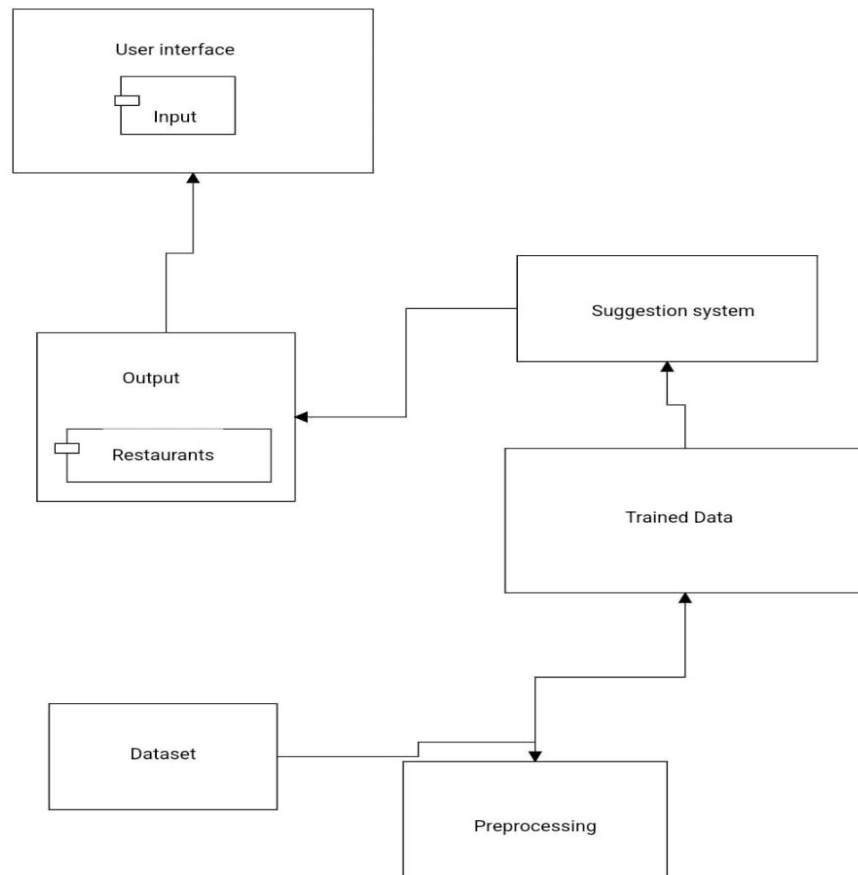 User interface
Input
Suggestion system
Output
Restaurants
Trained Data
Dataset
Preprocessing